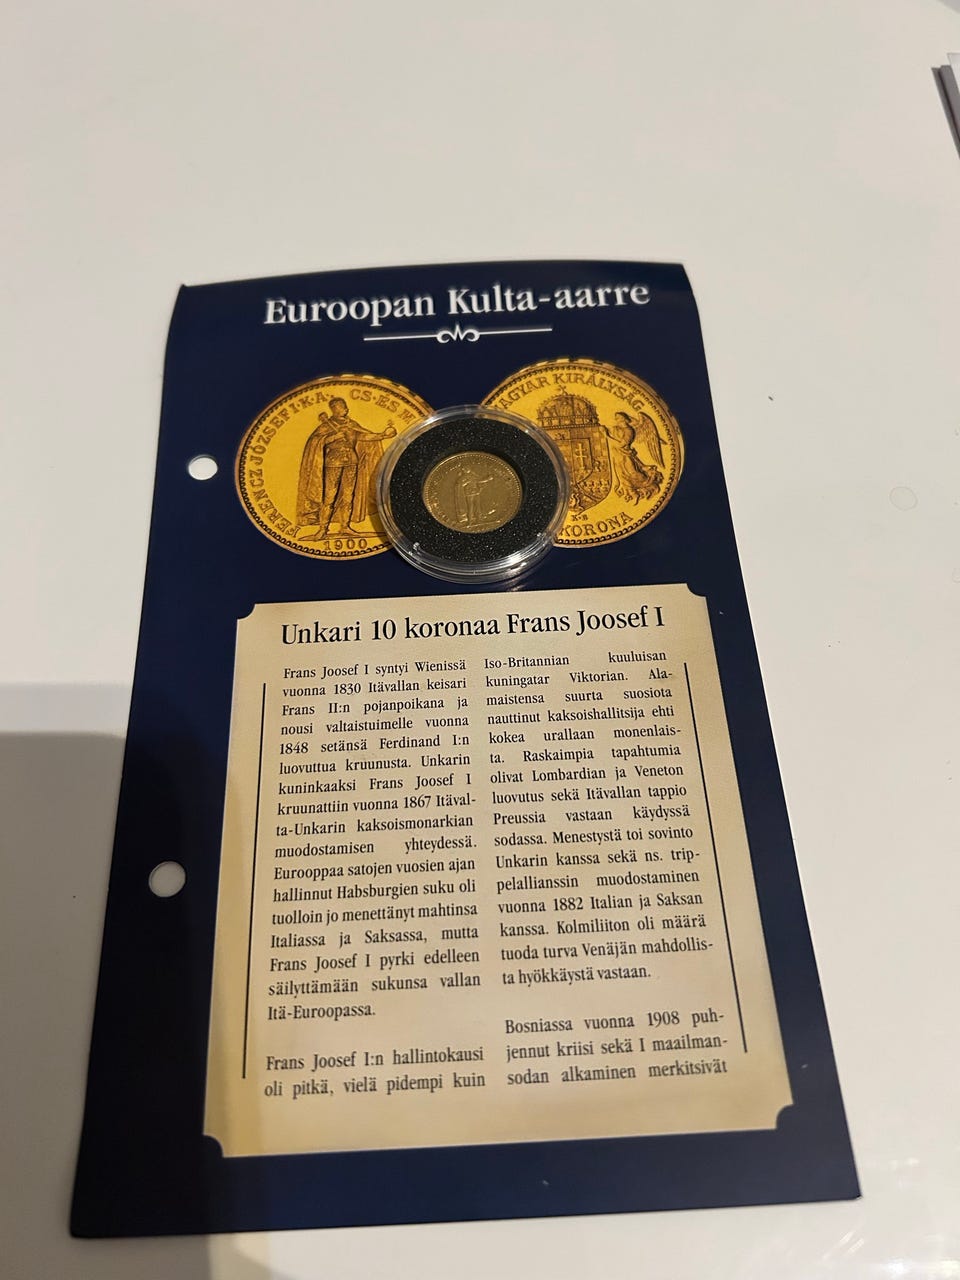 Euroopan Kulta-aarre
FERENCZ JÓZSEF I·K·A· CS·ÉS M
1900
AGYAR KIRÁLYSÁG
K·B
KORONA
Unkari 10 koronaa Frans Joosef I
Frans Joosef I syntyi Wienissä
vuonna 1830 Itävallan keisari
Frans II:n pojanpoikana ja
nousi valtaistuimelle vuonna
1848 setänsä Ferdinand I:n
luovuttua kruunusta. Unkarin
kuninkaaksi Frans Joosef I
kruunattiin vuonna 1867 Itäval-
ta-Unkarin kaksoismonarkian
muodostamisen yhteydessä.
Eurooppaa satojen vuosien ajan
hallinnut Habsburgien suku oli
tuolloin jo menettänyt mahtinsa
Italiassa ja Saksassa, mutta
Frans Joosef I pyrki edelleen
säilyttämään sukunsa vallan
Itä-Euroopassa.
Frans Joosef I:n hallintokausi
oli pitkä, vielä pidempi kuin
Iso-Britannian kuuluisan
kuningatar Viktorian. Ala-
maistensa suurta suosiota
nauttinut kaksoishallitsija ehti
kokea urallaan monenlais-
ta. Raskaimpia tapahtumia
olivat Lombardian ja Veneton
luovutus sekä Itävallan tappio
Preussia vastaan käydyssä
sodassa. Menestystä toi sovinto
Unkarin kanssa sekä ns. trip-
pelallianssin muodostaminen
vuonna 1882 Italian ja Saksan
kanssa. Kolmiliiton oli määrä
tuoda turva Venäjän mahdollis-
ta hyökkäystä vastaan.
Bosniassa vuonna 1908 puh-
jennut kriisi sekä I maailman-
sodan alkaminen merkitsivät